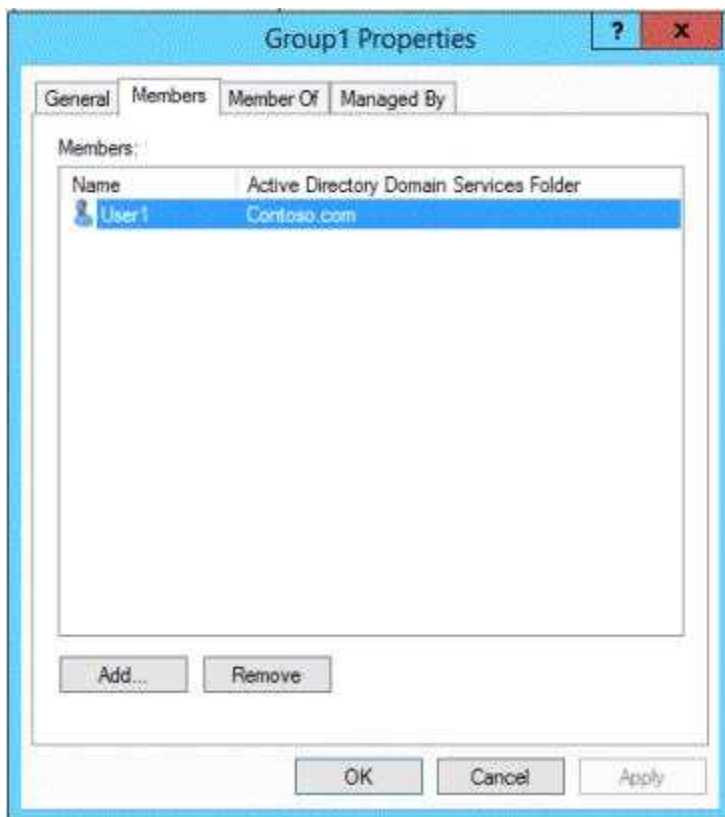 Group1 Properties
? x
General Members Member Of Managed By
Members:
Name Active Directory Domain Services Folder
User1 Contoso.com
Add... Remove
OK Cancel Apply